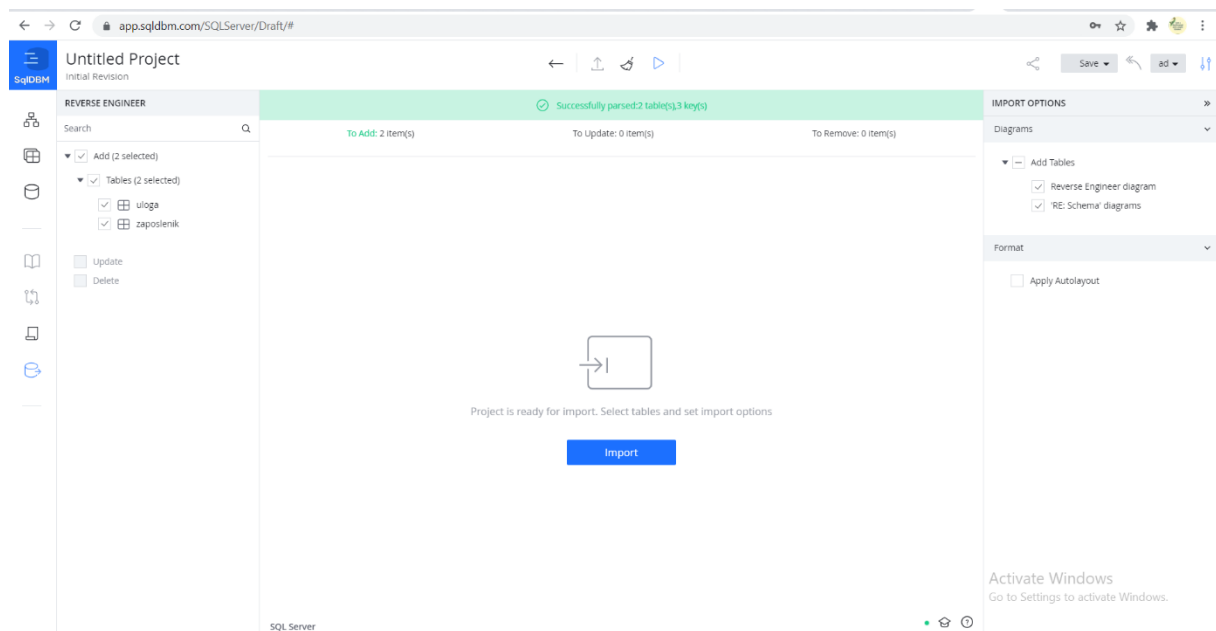 app.sqldbm.com/SQLServer/Draft/#
SqlDBM
Untitled Project
Initial Revision
Save
ad
REVERSE ENGINEER
Search
Add (2 selected)
Tables (2 selected)
uloga
zaposlenik
Update
Delete
Successfully parsed:2 table(s),3 key(s)
To Add: 2 item(s) To Update: 0 item(s) To Remove: 0 item(s)
Project is ready for import. Select tables and set import options
Import
SQL Server
IMPORT OPTIONS
Diagrams
Add Tables
Reverse Engineer diagram
'RE: Schema' diagrams
Format
Apply Autolayout
Activate Windows
Go to Settings to activate Windows.